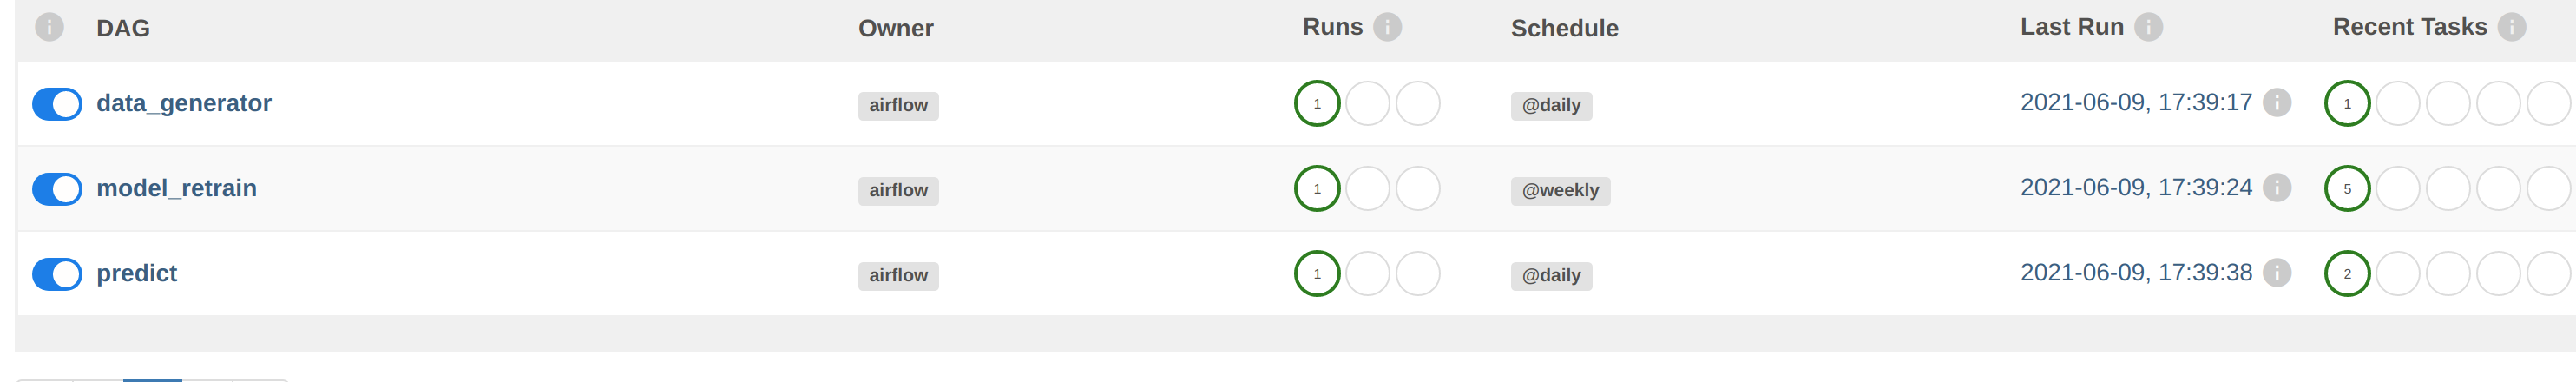 DAG Owner Runs Schedule Last Run Recent Tasks
data_generator airflow 1 @daily 2021-06-09, 17:39:17 1
model_retrain airflow 1 @weekly 2021-06-09, 17:39:24 5
predict airflow 1 @daily 2021-06-09, 17:39:38 2